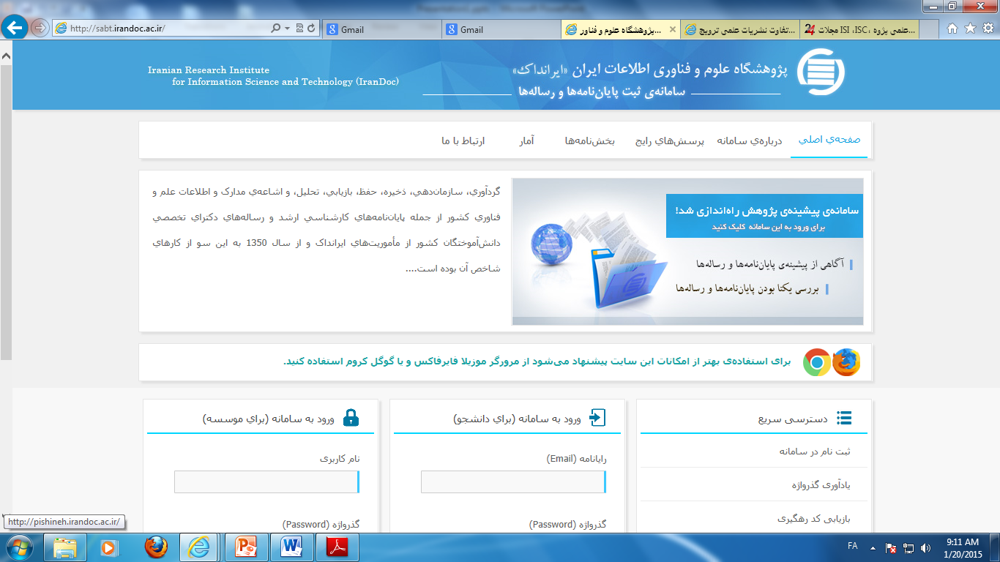 http://sabt.irandoc.ac.ir/
Gmail
Gmail
پژوهشگاه علوم و فناور...
تفاوت نشریات علمی ترویج...
مجلات ISI ،ISC، علمی پژوه...
Iranian Research Institute
for Information Science and Technology (IranDoc)
پژوهشگاه علوم و فناوری اطلاعات ایران «ایرانداک»
سامانه‌ی ثبت پایان‌نامه‌ها و رساله‌ها
صفحه‌ي اصلي
درباره‌ي سامانه
پرسش‌هاي رايج
بخش‌نامه‌ها
آمار
ارتباط با ما
سامانه‌ی پیشینه‌ی پژوهش راه‌اندازی شد!
برای ورود به این سامانه کلیک کنید
آگاهی از پیشینه‌ی پایان‌نامه‌ها و رساله‌ها
بررسی یکتا بودن پایان‌نامه‌ها و رساله‌ها
گردآوري، سازمان‌دهي، ذخيره، حفظ، بازيابي، تحليل، و اشاعه‌ي مدارک و اطلاعات علم و
فناوري کشور از جمله پايان‌نامه‌هاي کارشناسي ارشد و رساله‌هاي دکتراي تخصصي
دانش‌آموختگان کشور از مأموريت‌هاي ايرانداک و از سال 1350 به اين سو از کارهاي
شاخص آن بوده است....
برای استفاده‌ی بهتر از امکانات این سایت پیشنهاد می‌شود از مرورگر موزیلا فایرفاکس و یا گوگل کروم استفاده کنید.
دسترسی سریع
ثبت نام در سامانه
یادآوری گذرواژه
بازیابی کد رهگیری
ورود به سامانه (براي دانشجو)
رایانامه (Email)
گذرواژه (Password)
ورود به سامانه (براي موسسه)
نام کاربری
گذرواژه (Password)
http://pishineh.irandoc.ac.ir/
FA
9:11 AM
1/20/2015